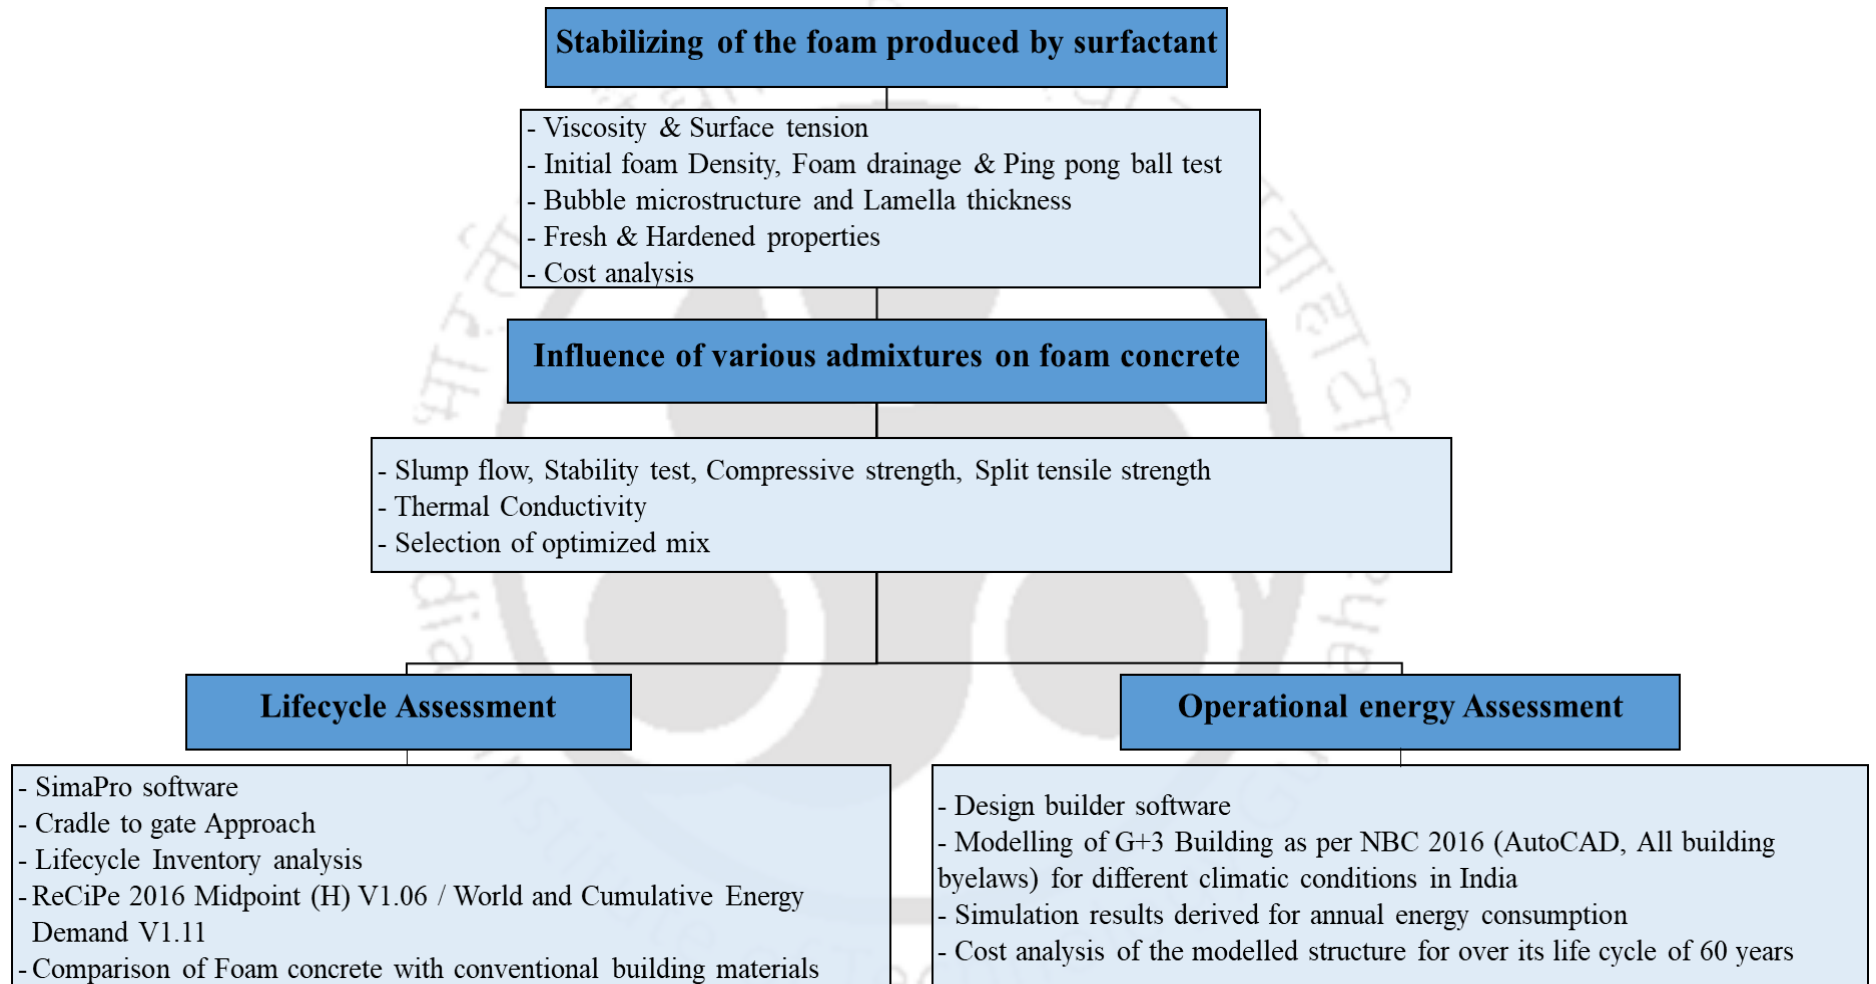 Stabilizing of the foam produced by surfactant
- Viscosity & Surface tension
- Initial foam Density, Foam drainage & Ping pong ball test
- Bubble microstructure and Lamella thickness
- Fresh & Hardened properties
- Cost analysis
Influence of various admixtures on foam concrete
- Slump flow, Stability test, Compressive strength, Split tensile strength
- Thermal Conductivity
- Selection of optimized mix
Lifecycle Assessment
- SimaPro software
- Cradle to gate Approach
- Lifecycle Inventory analysis
- ReCiPe 2016 Midpoint (H) V1.06 / World and Cumulative Energy
Demand V1.11
- Comparison of Foam concrete with conventional building materials
Operational energy Assessment
- Design builder software
- Modelling of G+3 Building as per NBC 2016 (AutoCAD, All building
byelaws) for different climatic conditions in India
- Simulation results derived for annual energy consumption
- Cost analysis of the modelled structure for over its life cycle of 60 years